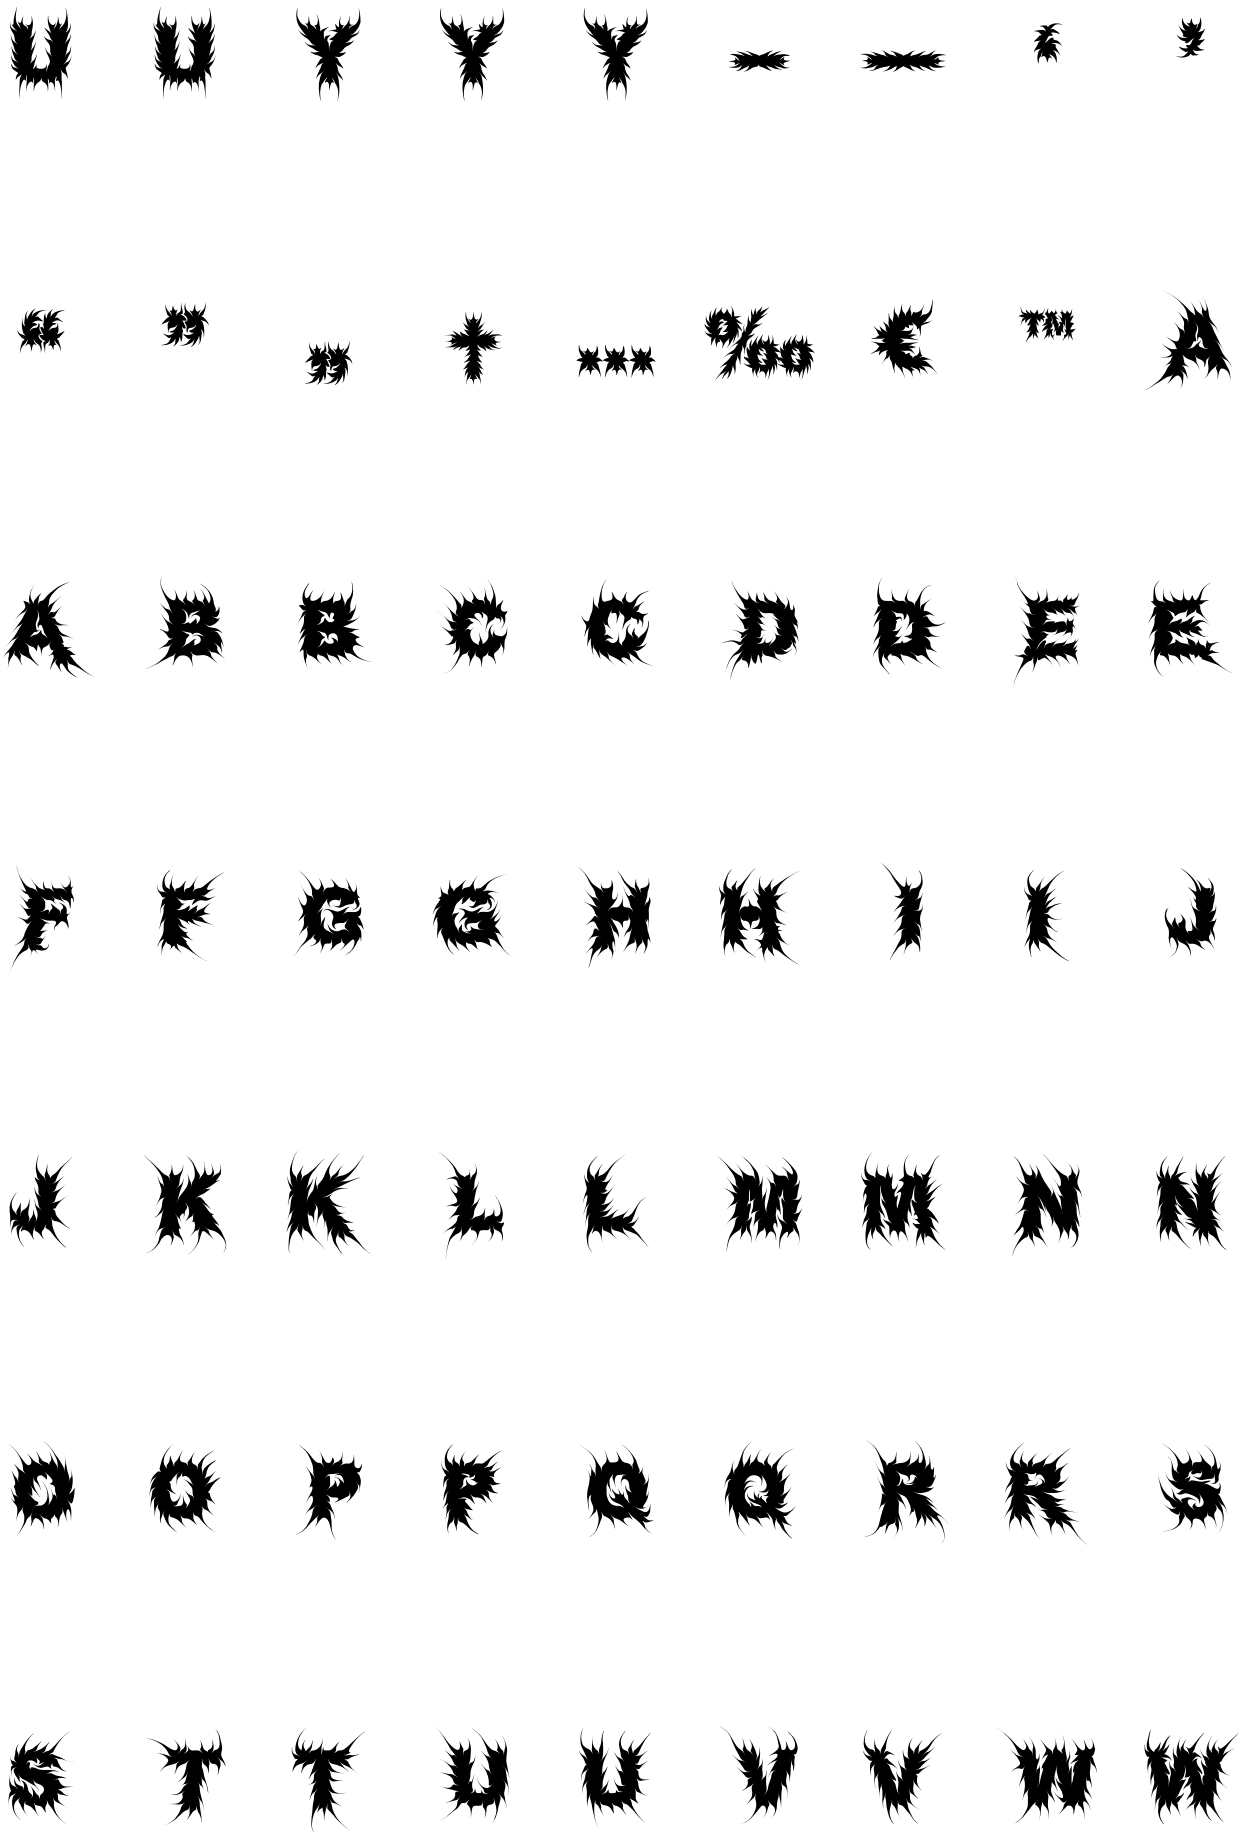 U U Y Y Y – — ‘ ’
“ ” „ † … ‰ € ™ A
A B B C C D D E E
F F G G H H I I J
J K K L L M M N N
O O P P Q Q R R S
S T T U U V V W W